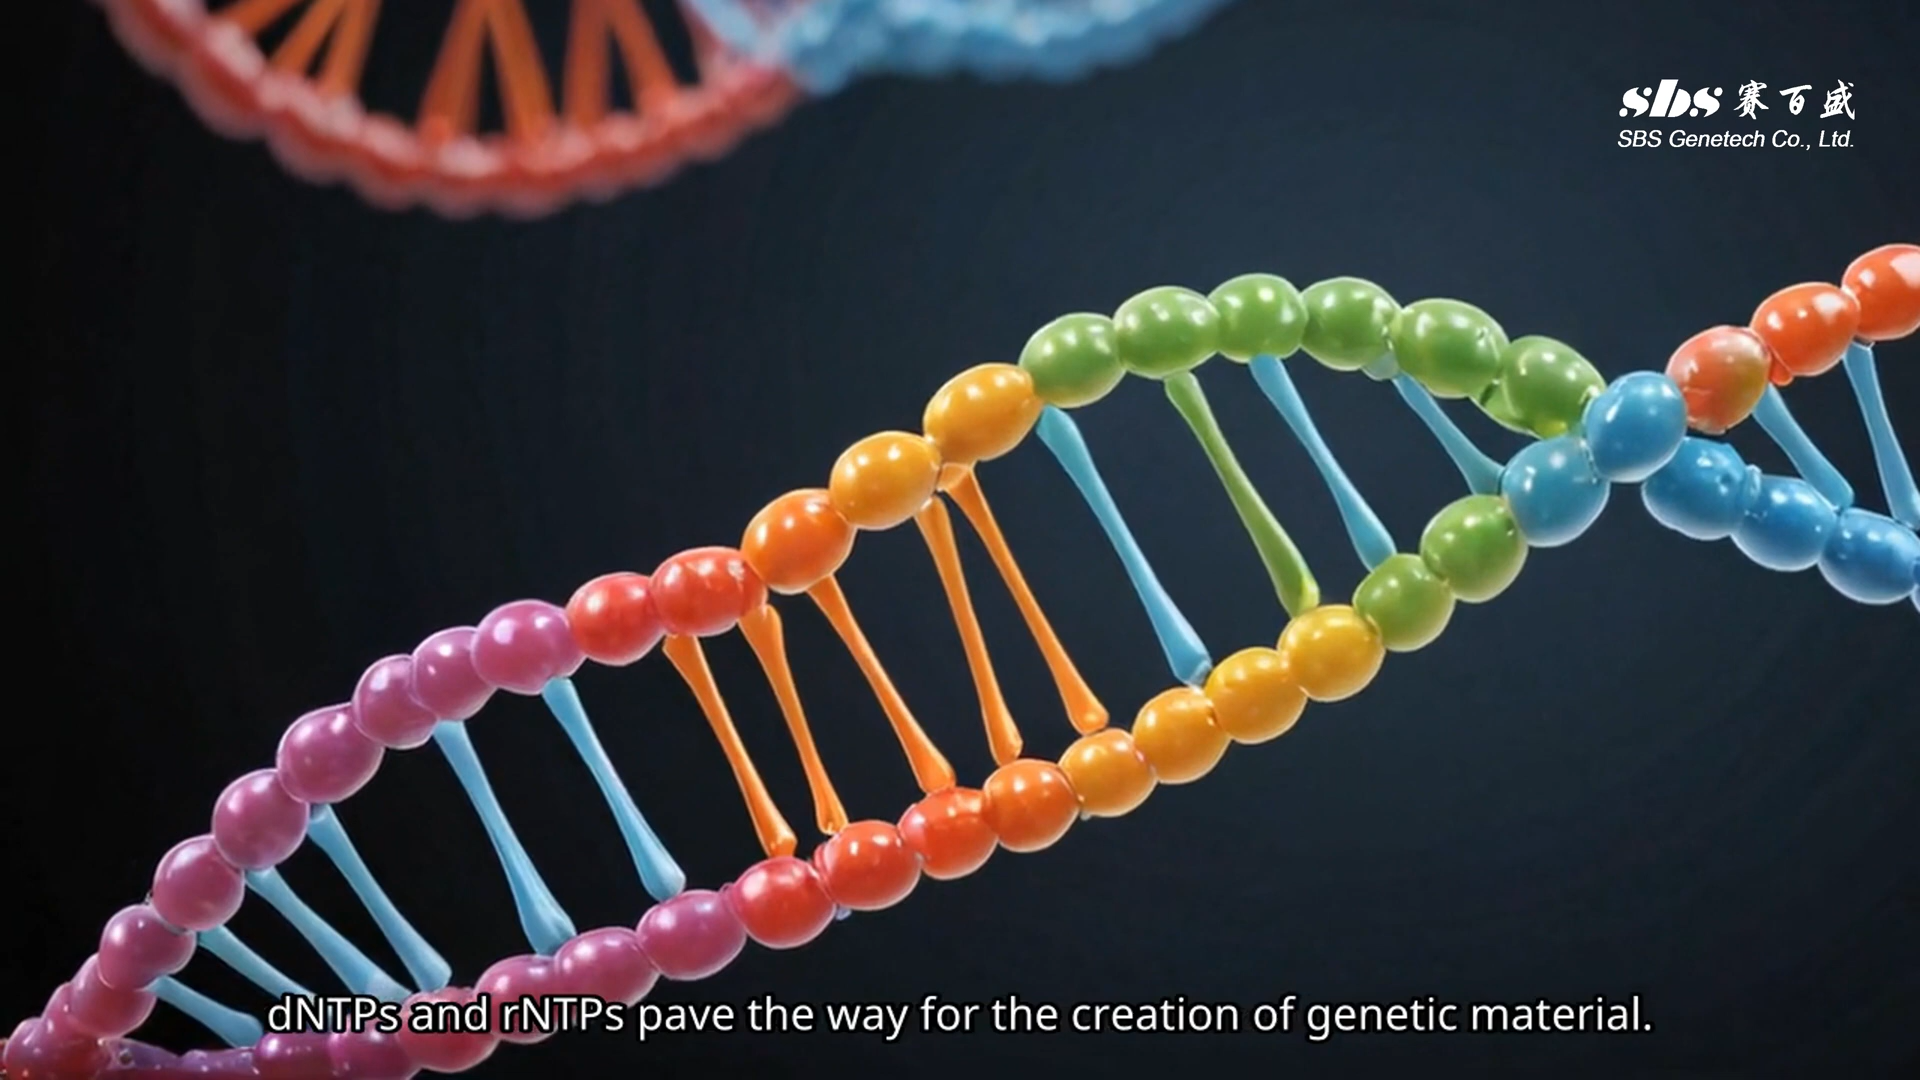 sbs 赛百盛
SBS Genetech Co., Ltd.
dNTPs and rNTPs pave the way for the creation of genetic material.